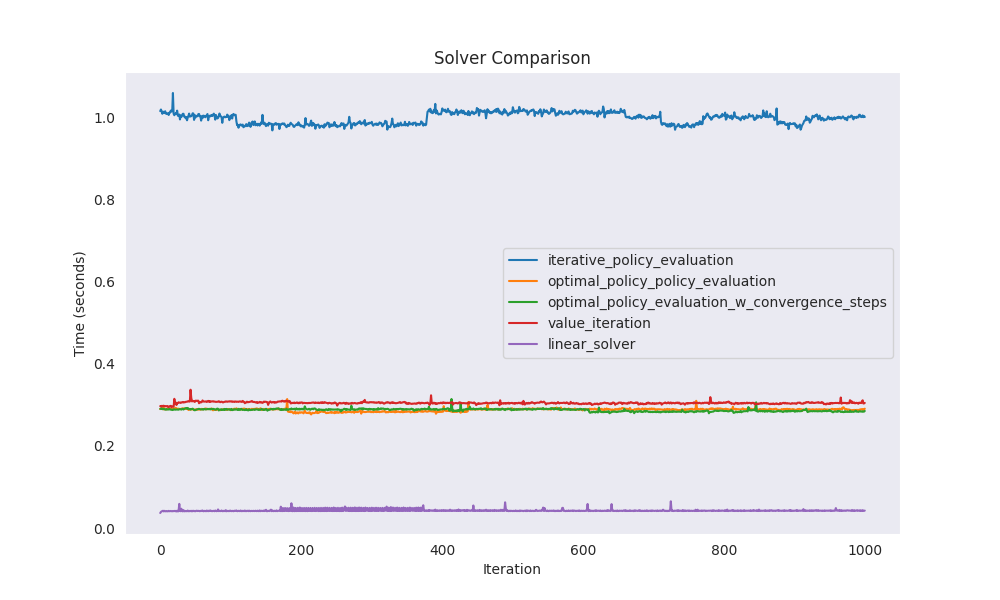 Solver Comparison
1.0
0.8
0.6
0.4
0.2
0.0
Time (seconds)
iterative_policy_evaluation
optimal_policy_policy_evaluation
optimal_policy_evaluation_w_convergence_steps
value_iteration
linear_solver
0 200 400 600 800 1000
Iteration